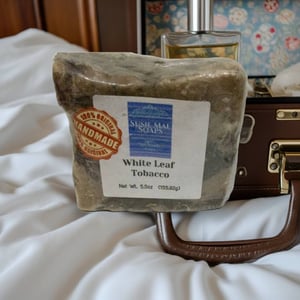 100% ORIGINAL
HANDMADE
SUSIE MAE
SOAPS
White Leaf
Tobacco
Net Wt. 5.5oz